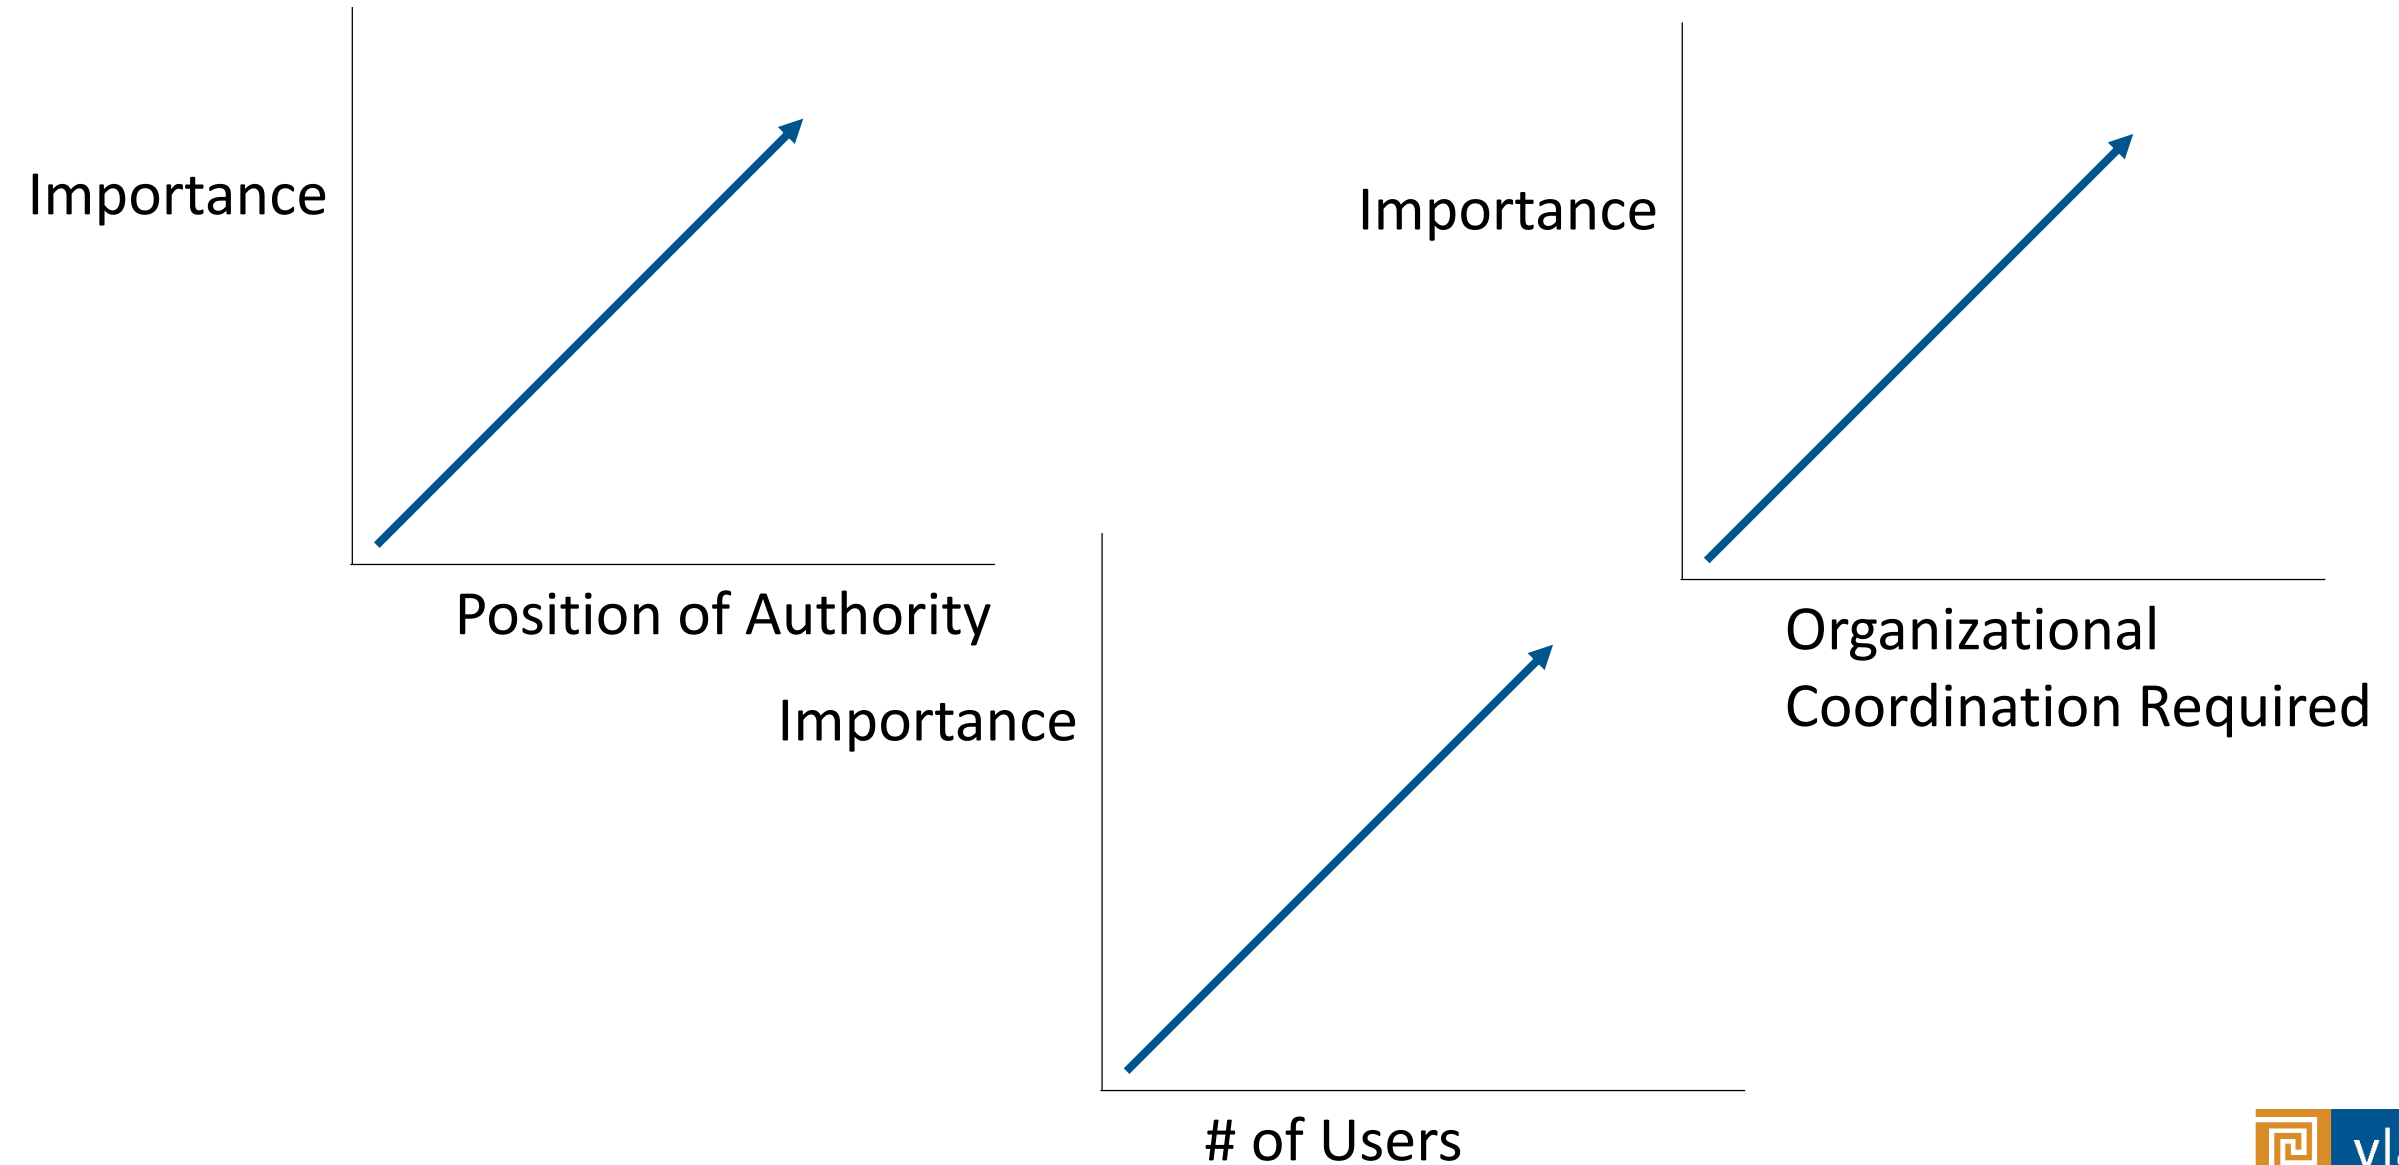 Importance
Position of Authority
Importance
Organizational
Coordination Required
Importance
# of Users